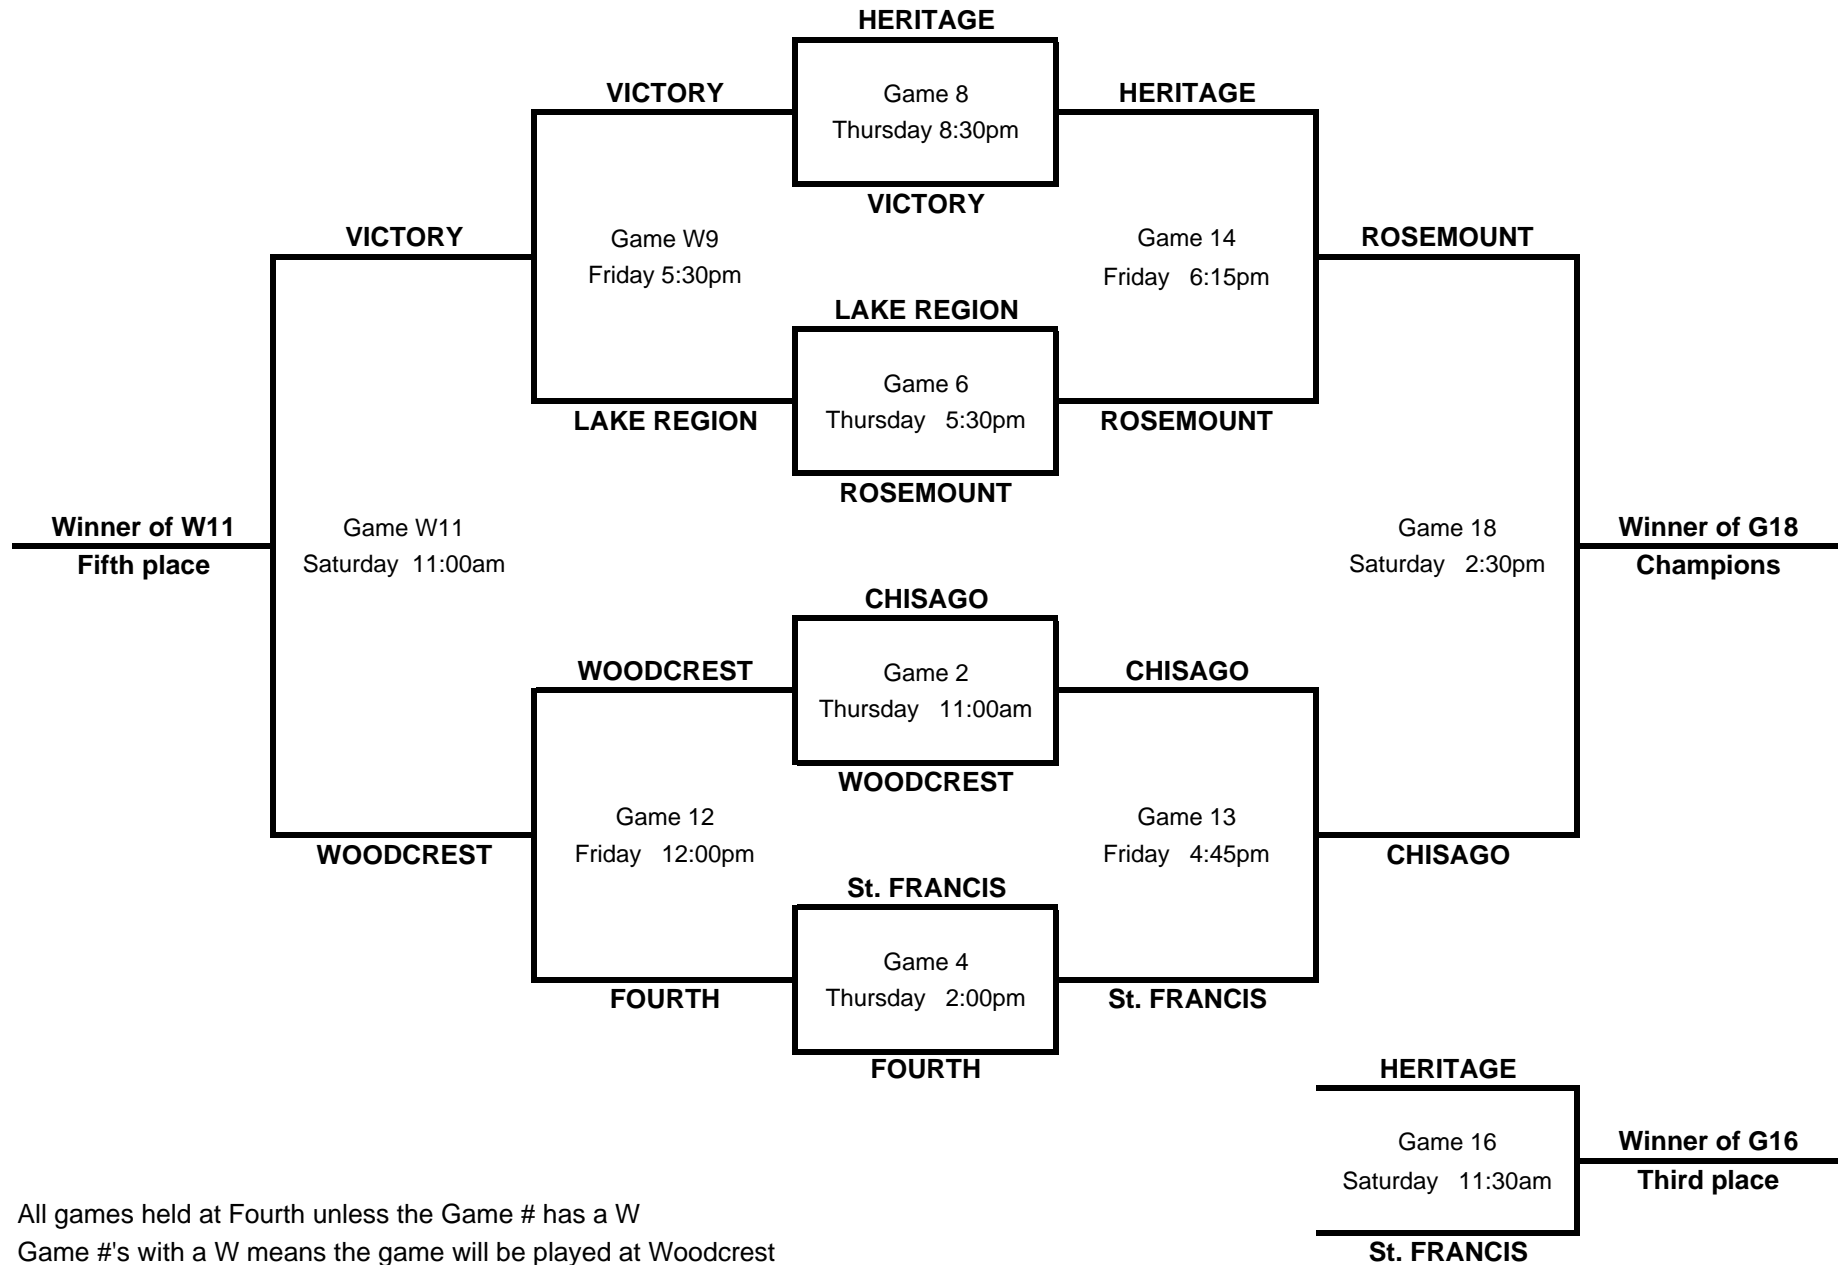 HERITAGE
VICTORY
Game 8
HERITAGE
Thursday 8:30pm
VICTORY
VICTORY
Game W9
Game 14
ROSEMOUNT
Friday 5:30pm
Friday 6:15pm
LAKE REGION
Game 6
LAKE REGION
Thursday 5:30pm
ROSEMOUNT
ROSEMOUNT
Winner of W11
Game W11
Game 18
Winner of G18
Fifth place
Saturday 11:00am
Saturday 2:30pm
Champions
CHISAGO
WOODCREST
Game 2
CHISAGO
Thursday 11:00am
WOODCREST
Game 12
Game 13
WOODCREST
Friday 12:00pm
Friday 4:45pm
CHISAGO
St. FRANCIS
Game 4
FOURTH
Thursday 2:00pm
St. FRANCIS
FOURTH
HERITAGE
Game 16
Winner of G16
Saturday 11:30am
Third place
All games held at Fourth unless the Game # has a W
Game #'s with a W means the game will be played at Woodcrest
St. FRANCIS